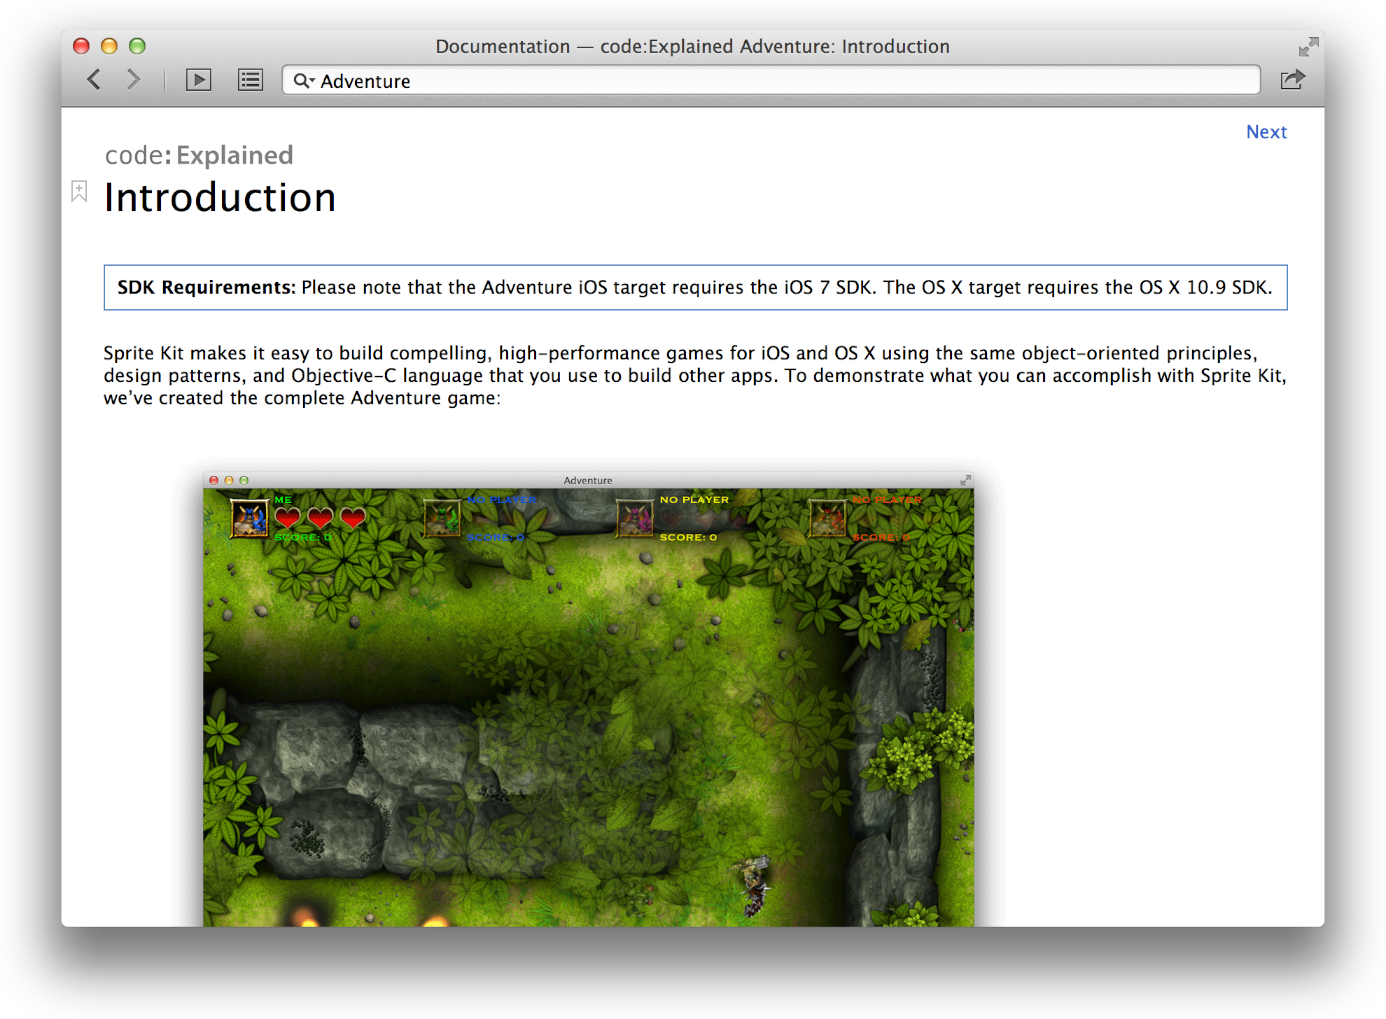 Documentation — code:Explained Adventure: Introduction
Adventure
Next
code:Explained
Introduction
SDK Requirements: Please note that the Adventure iOS target requires the iOS 7 SDK. The OS X target requires the OS X 10.9 SDK.
Sprite Kit makes it easy to build compelling, high-performance games for iOS and OS X using the same object-oriented principles,
design patterns, and Objective-C language that you use to build other apps. To demonstrate what you can accomplish with Sprite Kit,
we’ve created the complete Adventure game:
Adventure
ME
NO PLAYER
NO PLAYER
NO PLAYER
SCORE: 0
SCORE: 0
SCORE: 0
SCORE: 0